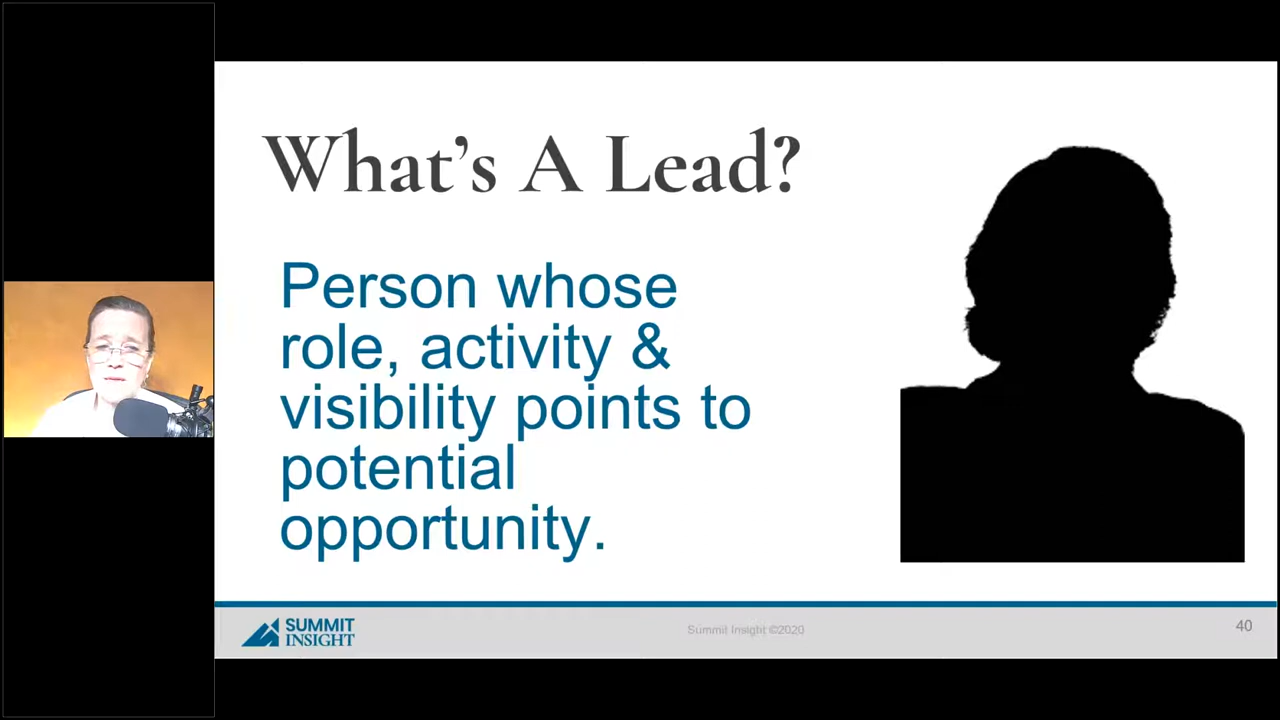 What's A Lead?
Person whose
role, activity &
visibility points to
potential
opportunity.
SUMMIT
INSIGHT
Summit Insight ©2020
40